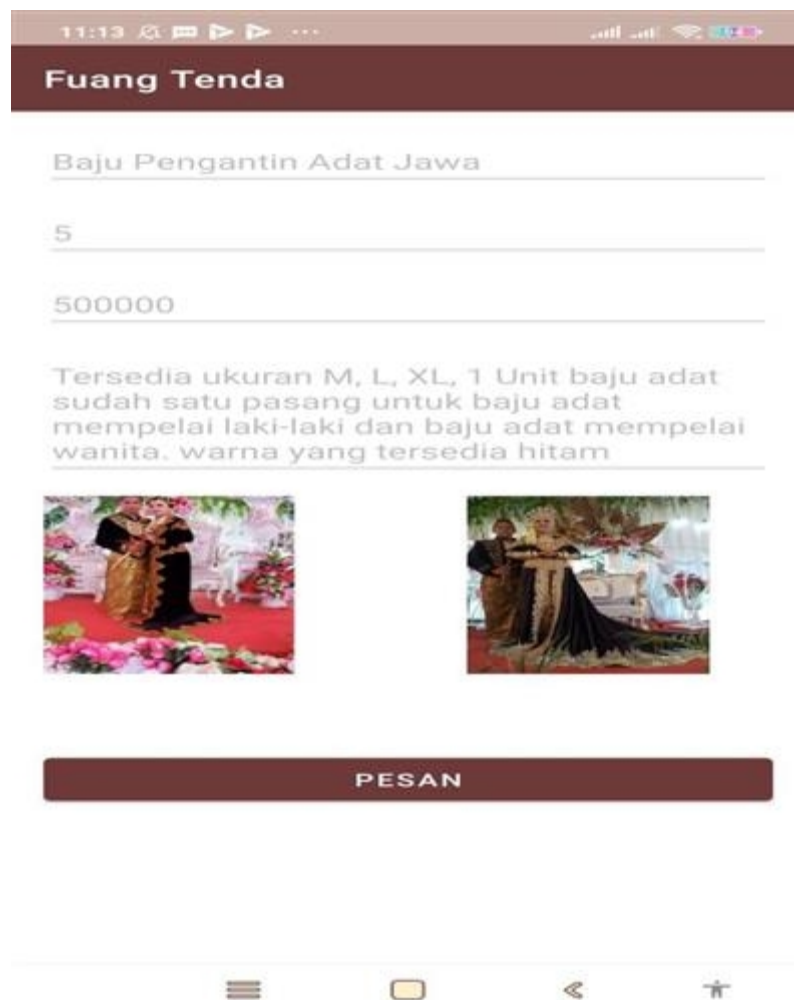 11:13
Fuang Tenda
Baju Pengantin Adat Jawa
5
500000
Tersedia ukuran M, L, XL, 1 Unit baju adat
sudah satu pasang untuk baju adat
mempelai laki-laki dan baju adat mempelai
wanita. warna yang tersedia hitam
PESAN